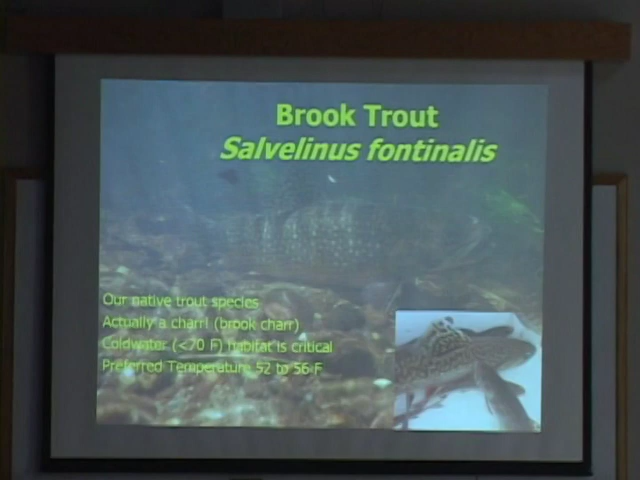 Brook Trout
Salvelinus fontinalis
Our native trout species
Actually a charr! (brook charr)
Coldwater (<70 F) habitat is critical
Preferred Temperature 52 to 56 F